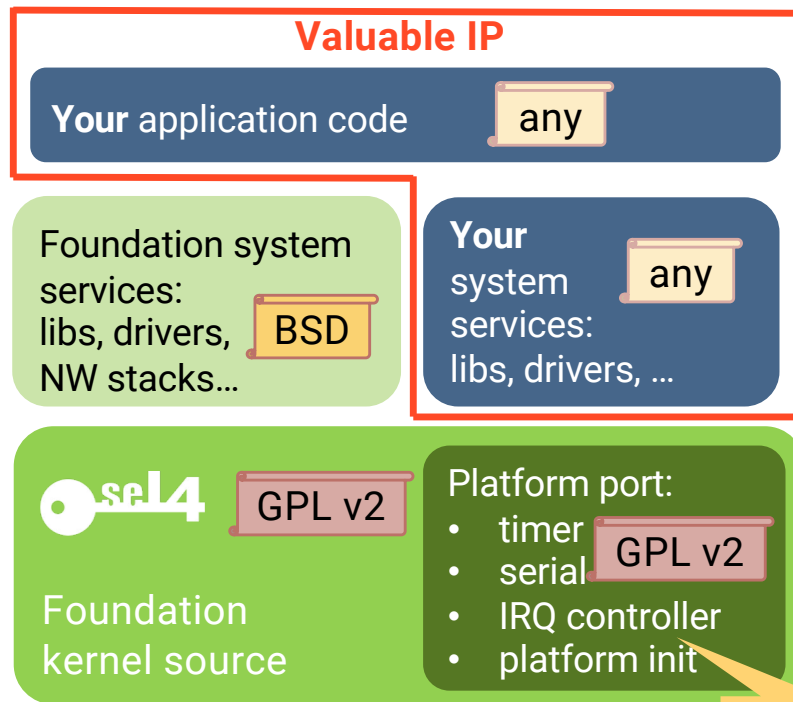 Valuable IP
Your application code
any
Foundation system
services:
libs, drivers,
NW stacks…
BSD
Your
system
services:
libs, drivers, …
any
seL4
GPL v2
Foundation
kernel source
Platform port:
• timer
• serial
• IRQ controller
• platform init
GPL v2